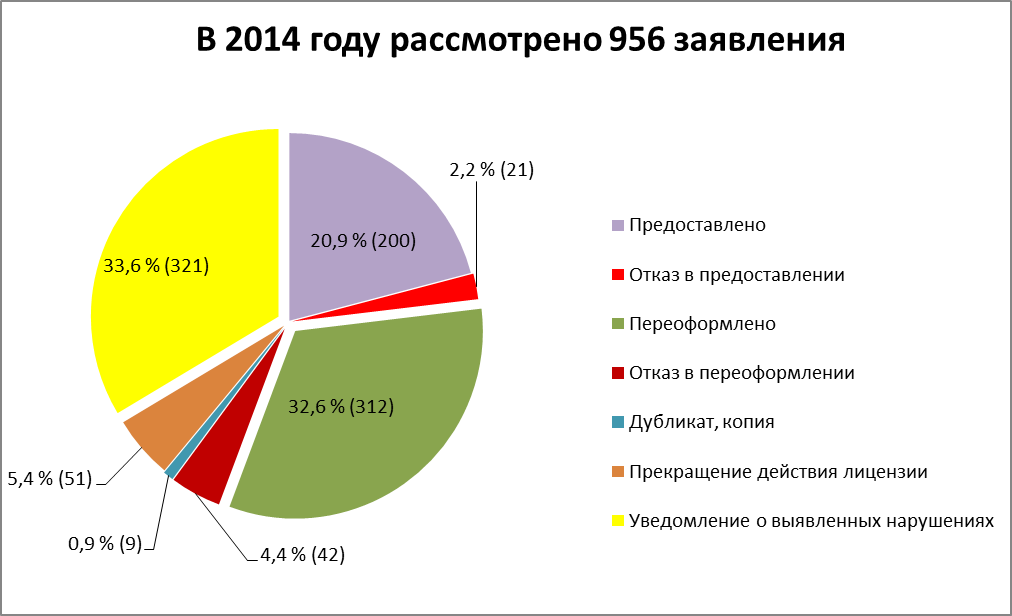 В 2014 году рассмотрено 956 заявления
2,2 % (21)
20,9 % (200)
33,6 % (321)
32,6 % (312)
5,4 % (51)
0,9 % (9)
4,4 % (42)
Предоставлено
Отказ в предоставлении
Переоформлено
Отказ в переоформлении
Дубликат, копия
Прекращение действия лицензии
Уведомление о выявленных нарушениях